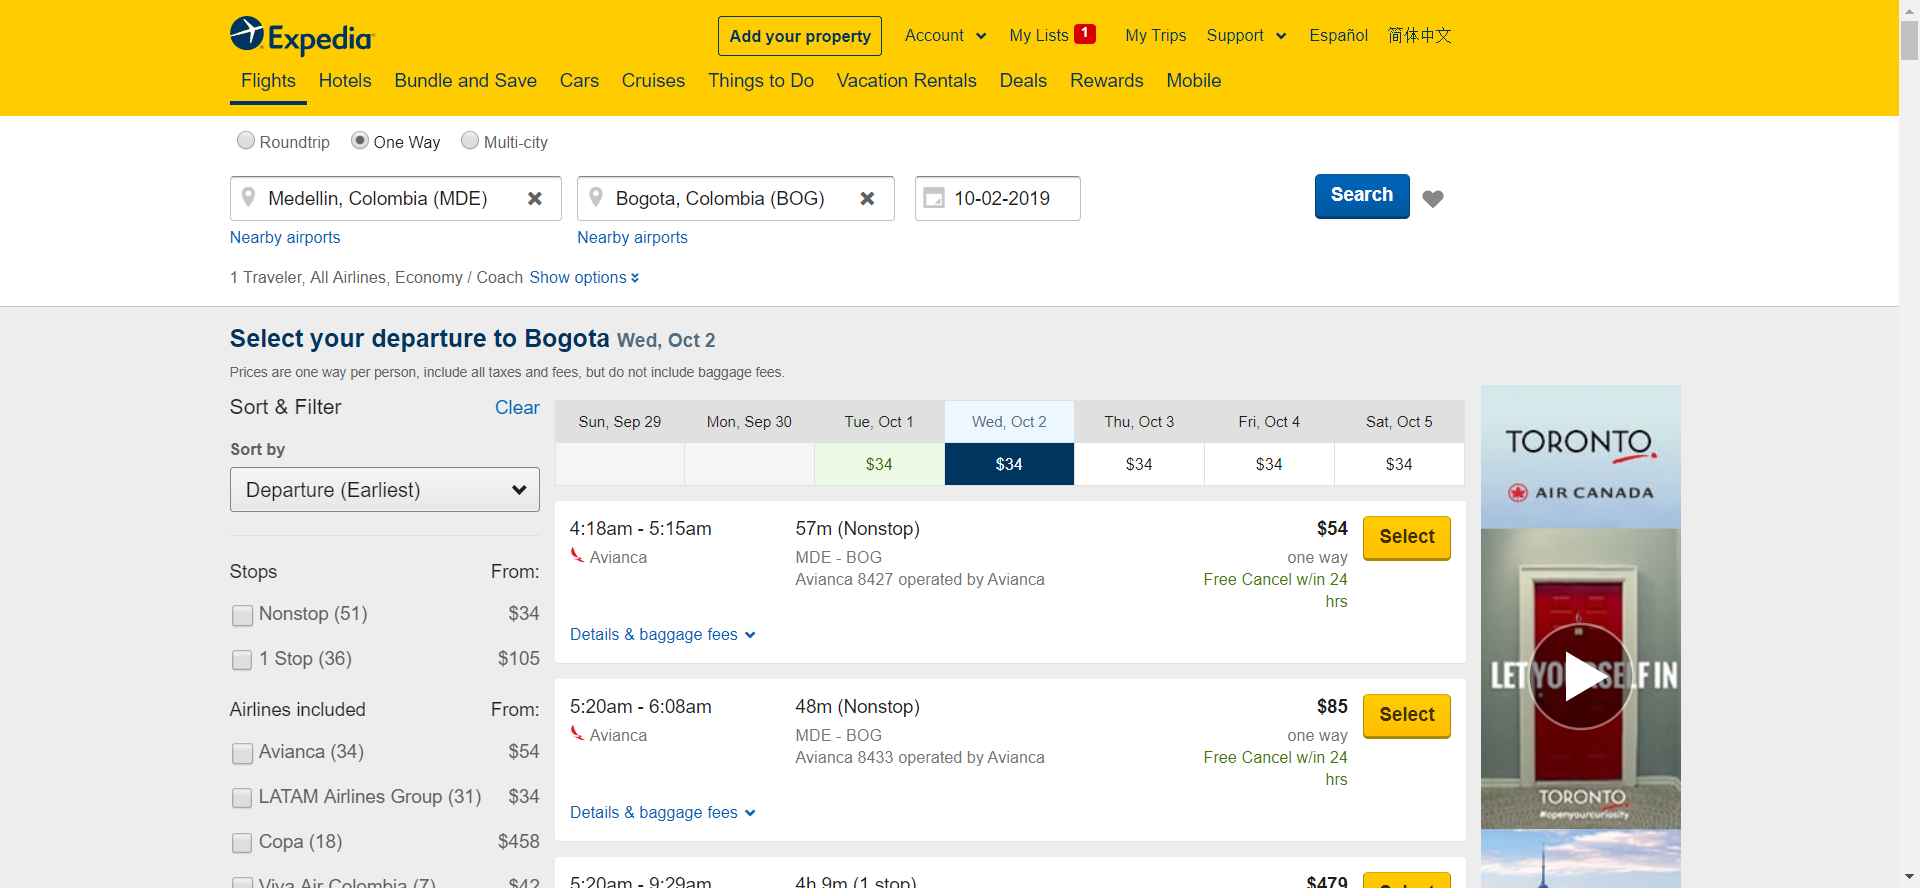 Expedia
Add your property
Account
My Lists 1
My Trips
Support
Español
简体中文
Flights
Hotels
Bundle and Save
Cars
Cruises
Things to Do
Vacation Rentals
Deals
Rewards
Mobile
Roundtrip
One Way
Multi-city
Medellin, Colombia (MDE)
Bogota, Colombia (BOG)
10-02-2019
Search
Nearby airports
Nearby airports
1 Traveler, All Airlines, Economy / Coach Show options
Select your departure to Bogota Wed, Oct 2
Prices are one way per person, include all taxes and fees, but do not include baggage fees.
Sort & Filter
Clear
Sort by
Departure (Earliest)
Stops From:
Nonstop (51) $34
1 Stop (36) $105
Airlines included From:
Avianca (34) $54
LATAM Airlines Group (31) $34
Copa (18) $458
Viva Air Colombia (7) $42
Sun, Sep 29
Mon, Sep 30
Tue, Oct 1
Wed, Oct 2
Thu, Oct 3
Fri, Oct 4
Sat, Oct 5
$34
$34
$34
$34
$34
4:18am - 5:15am
Avianca
57m (Nonstop)
MDE - BOG
Avianca 8427 operated by Avianca
$54
one way
Free Cancel w/in 24
hrs
Select
Details & baggage fees
5:20am - 6:08am
Avianca
48m (Nonstop)
MDE - BOG
Avianca 8433 operated by Avianca
$85
one way
Free Cancel w/in 24
hrs
Select
Details & baggage fees
5:20am - 9:29am
4h 9m (1 stop)
$479
Select
TORONTO
AIR CANADA
6
LET YOURSELF IN
TORONTO
#openyourcuriosity